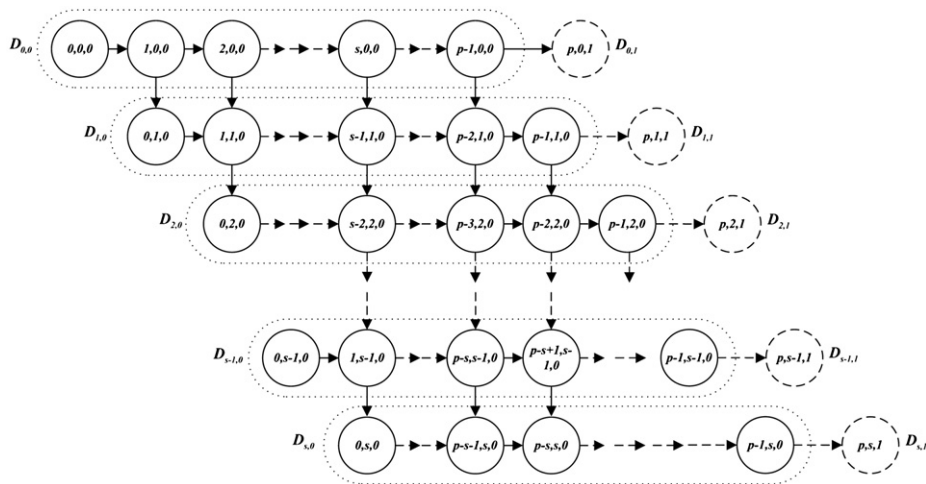 D0,0 0,0,0 1,0,0 2,0,0 s,0,0 p-1,0,0 p,0,1 D0,1
D1,0 0,1,0 1,1,0 s-1,1,0 p-2,1,0 p-1,1,0 p,1,1 D1,1
D2,0 0,2,0 s-2,2,0 p-3,2,0 p-2,2,0 p-1,2,0 p,2,1 D2,1
Ds-1,0 0,s-1,0 1,s-1,0 p-s,s-1,0 p-s+1,s-
1,0 p-1,s-1,0 p,s-1,1 Ds-1,1
Ds,0 0,s,0 p-s-1,s,0 p-s,s,0 p-1,s,0 p,s,1 Ds,1